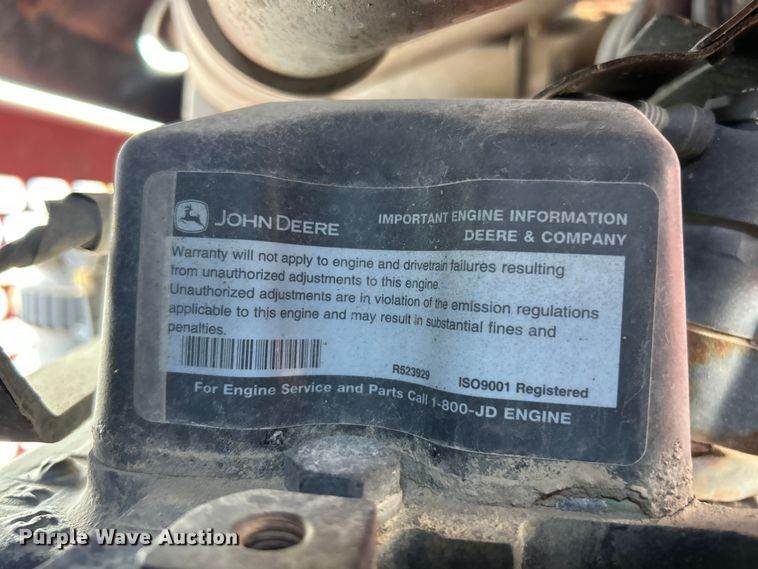 JOHN DEERE
IMPORTANT ENGINE INFORMATION
DEERE & COMPANY
Warranty will not apply to engine and drivetrain failures resulting
from unauthorized adjustments to this engine.
Unauthorized adjustments are in violation of the emission regulations
applicable to this engine and may result in substantial fines and
penalties.
R523929
ISO9001 Registered
For Engine Service and Parts Call 1-800-JD ENGINE
Purple Wave Auction